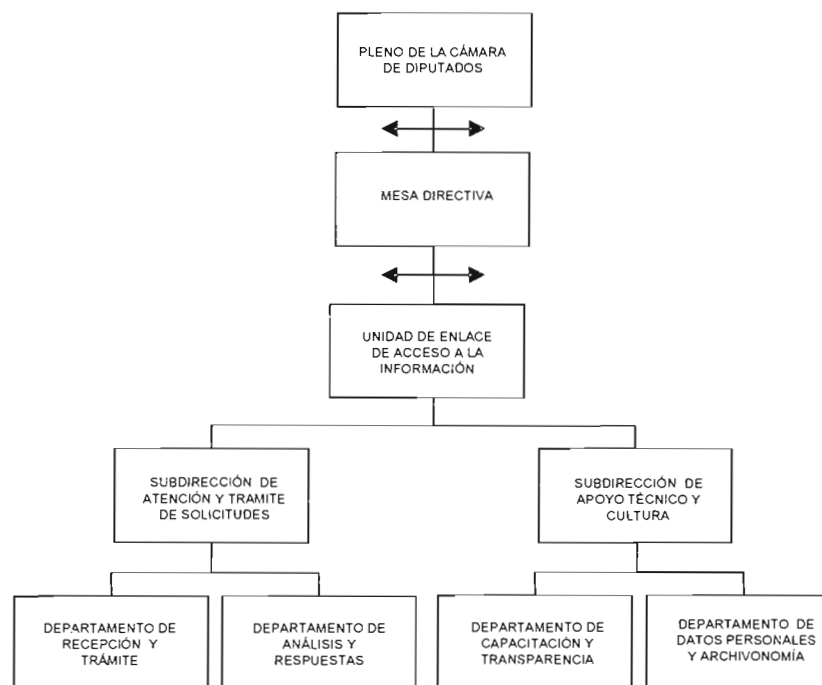 PLENO DE LA CÁMARA
DE DIPUTADOS
MESA DIRECTIVA
UNIDAD DE ENLACE
DE ACCESO A LA
INFORMACIÓN
SUBDIRECCIÓN DE
ATENCIÓN Y TRAMITE
DE SOLICITUDES
SUBDIRECCIÓN DE
APOYO TÉCNICO Y
CULTURA
DEPARTAMENTO DE
RECEPCIÓN Y
TRÁMITE
DEPARTAMENTO DE
ANÁLISIS Y
RESPUESTAS
DEPARTAMENTO DE
CAPACITACIÓN Y
TRANSPARENCIA
DEPARTAMENTO DE
DATOS PERSONALES
Y ARCHIVONOMÍA